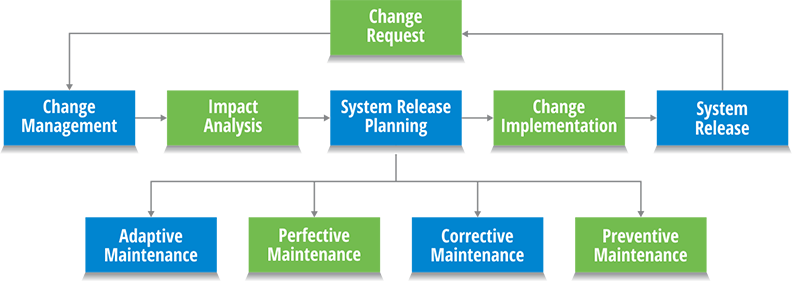 Change
Request
Change
Management
Impact
Analysis
System Release
Planning
Change
Implementation
System
Release
Adaptive
Maintenance
Perfective
Maintenance
Corrective
Maintenance
Preventive
Maintenance